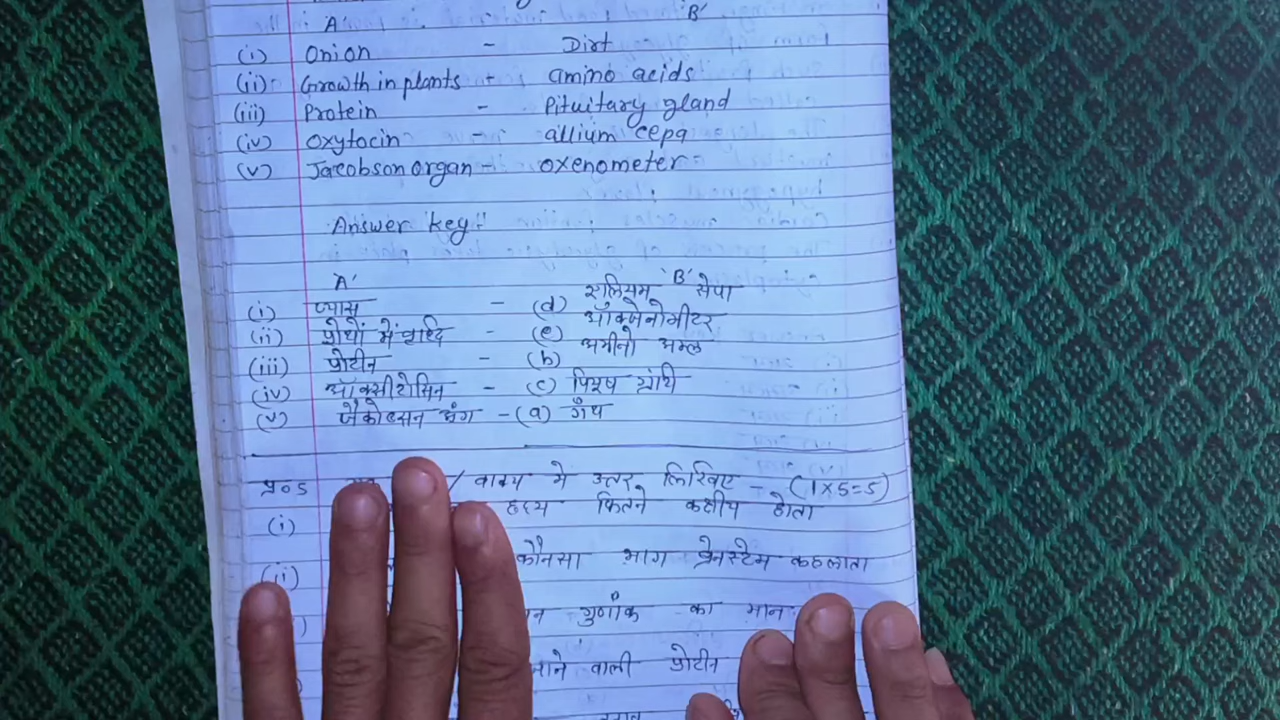 'A' - 'B'
(i) Onion - Dirt
(ii) Growth in plants - amino acids
(iii) Protein - Pituitary gland
(iv) Oxytocin - allium cepa
(v) Jacobson organ - oxenometer
Answer key:-
'A' 'B'
(i) प्याज - (d) एलियम सेपा
(ii) पौधों में वृद्धि - (e) ऑक्जेनोमीटर
(iii) प्रोटीन - (b) अमीनो अम्ल
(iv) ऑक्सीटोसिन - (c) पियूष ग्रंथि
(v) जैकोब्सन अंग - (a) गंध
प्र०5 / वाक्य में उत्तर लिखिए - (1×5=5)
(i) हृदय कितने कक्षीय होता
(ii) कौनसा भाग ब्रेनस्टेम कहलाता
गुणांक का मान
जाने वाली प्रोटीन